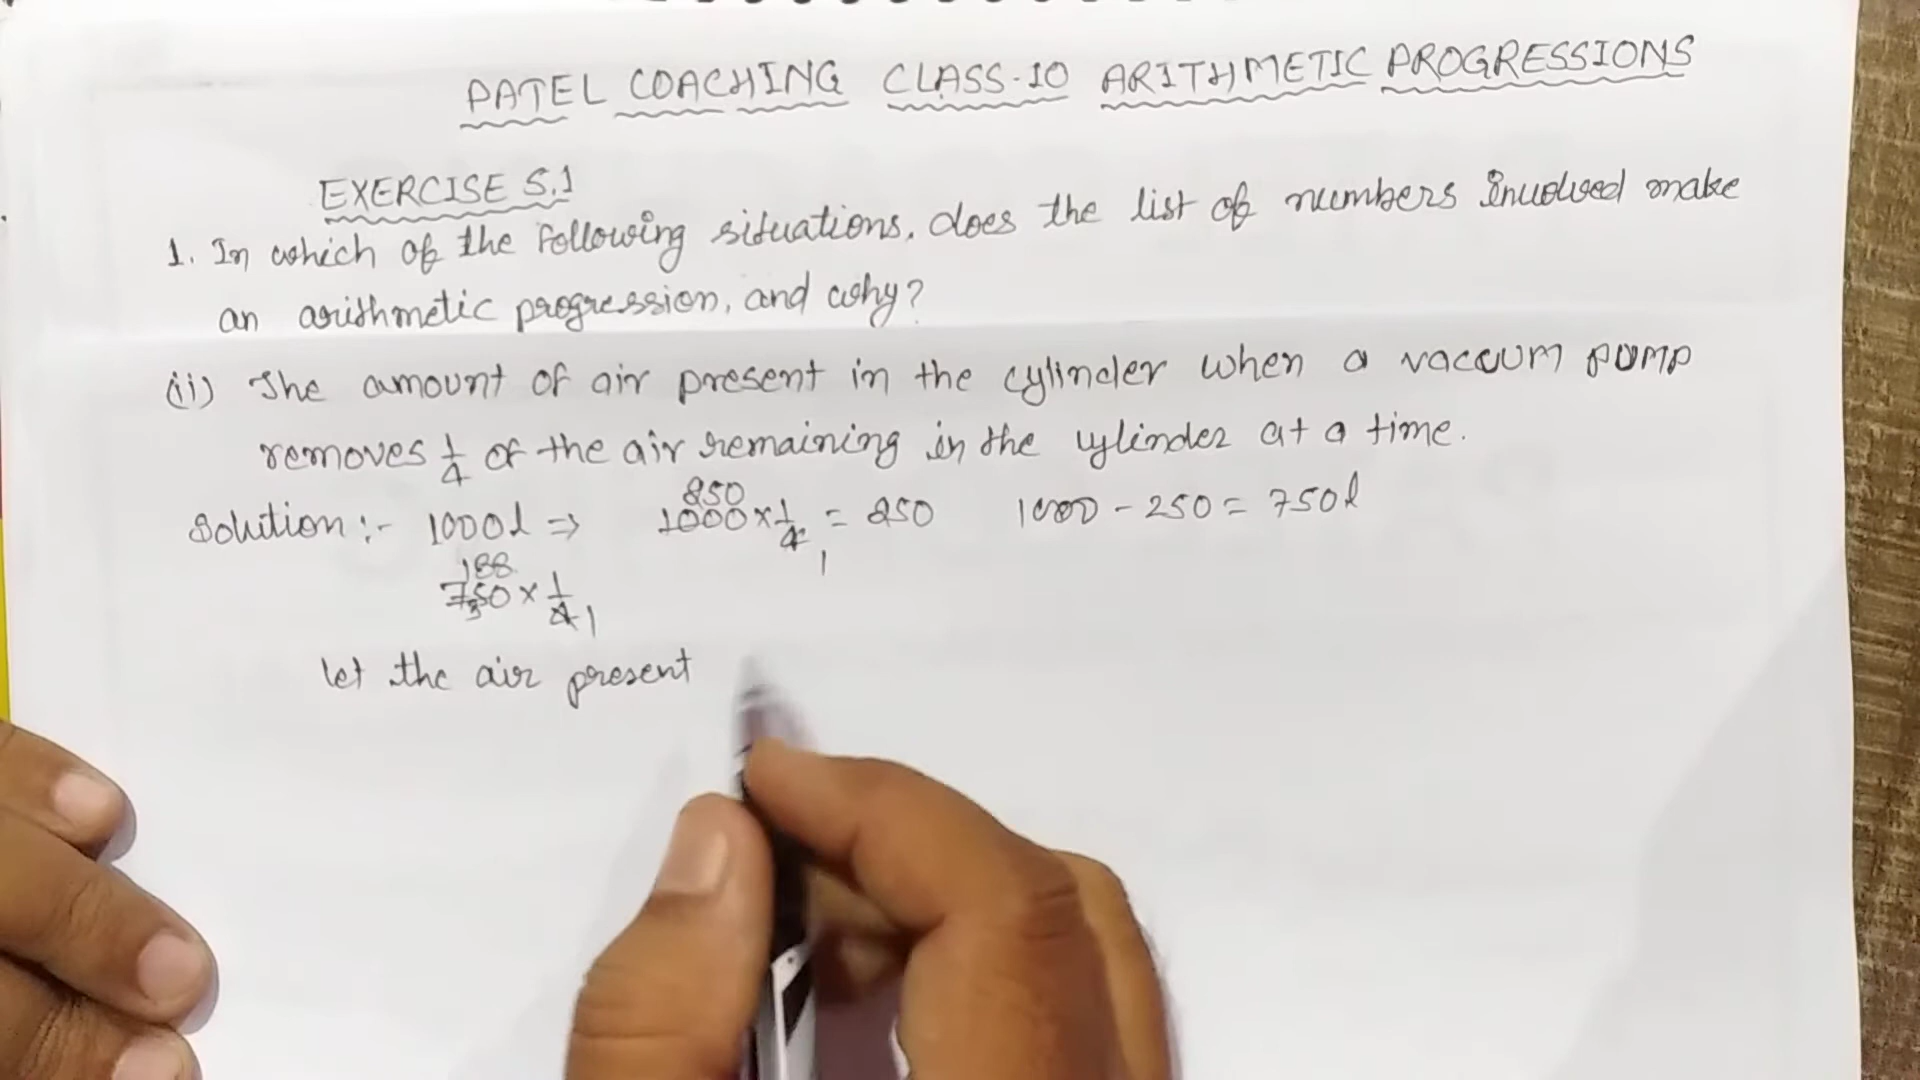 PATEL COACHING CLASS-10 ARITHMETIC PROGRESSIONS
EXERCISE 5.1
1. In which of the following situations, does the list of numbers involved make
an arithmetic progression, and why?
(ii) The amount of air present in the cylinder when a vacuum pump
removes 1/4 of the air remaining in the cylinder at a time.
250
Solution :- 1000l => 1000 × 1/4 = 250 1000 - 250 = 750l
1
188
750 × 1/4 1
let the air present